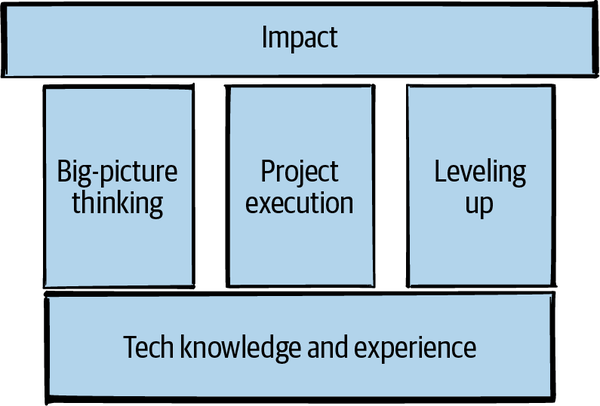 Impact
Big-picture
thinking
Project
execution
Leveling
up
Tech knowledge and experience